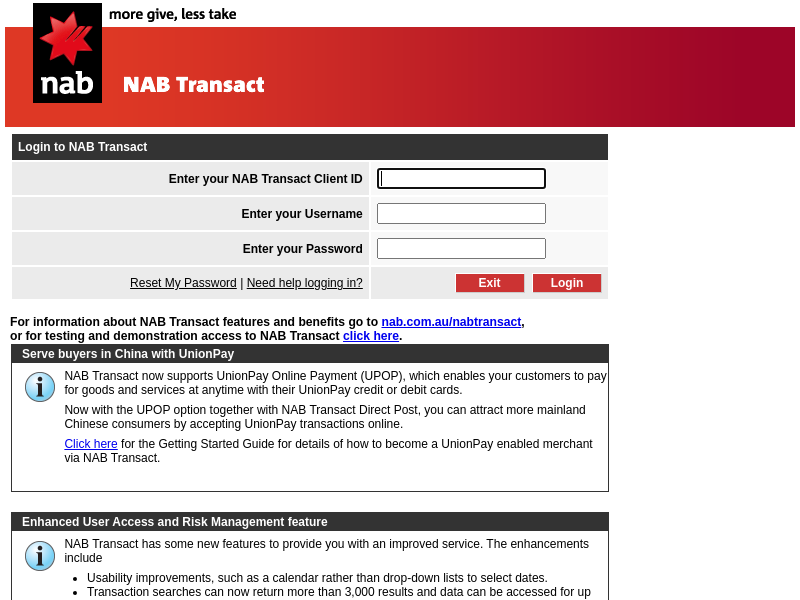 more give, less take
nab
NAB Transact
Login to NAB Transact
Enter your NAB Transact Client ID
Enter your Username
Enter your Password
Reset My Password | Need help logging in?
Exit
Login
For information about NAB Transact features and benefits go to nab.com.au/nabtransact,
or for testing and demonstration access to NAB Transact click here.
Serve buyers in China with UnionPay
NAB Transact now supports UnionPay Online Payment (UPOP), which enables your customers to pay
for goods and services at anytime with their UnionPay credit or debit cards.
Now with the UPOP option together with NAB Transact Direct Post, you can attract more mainland
Chinese consumers by accepting UnionPay transactions online.
Click here for the Getting Started Guide for details of how to become a UnionPay enabled merchant
via NAB Transact.
Enhanced User Access and Risk Management feature
NAB Transact has some new features to provide you with an improved service. The enhancements
include
• Usability improvements, such as a calendar rather than drop-down lists to select dates.
• Transaction searches can now return more than 3,000 results and data can be accessed for up